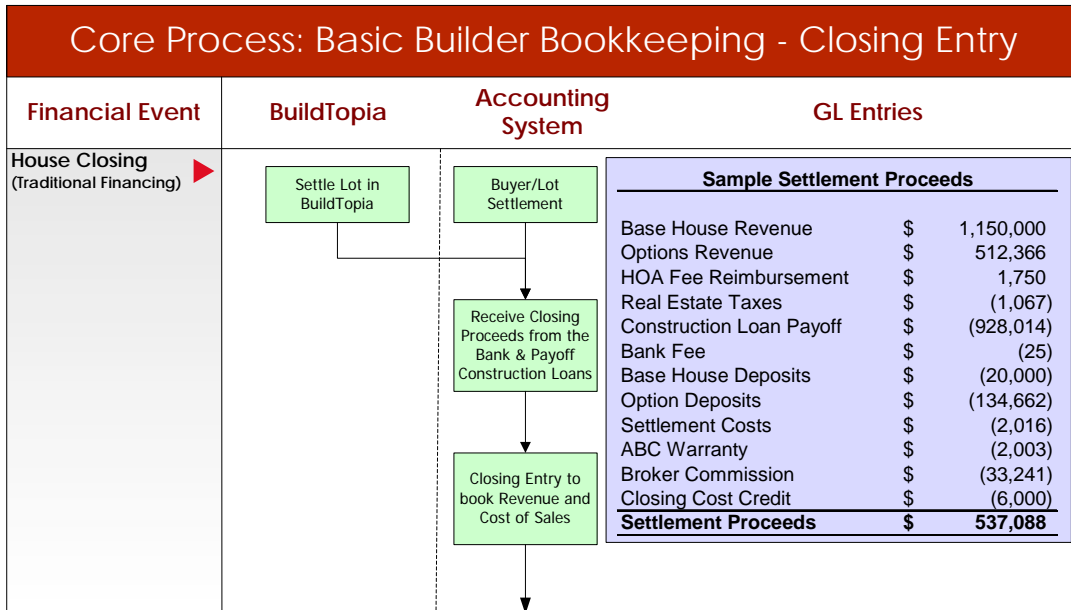 Core Process: Basic Builder Bookkeeping - Closing Entry
Financial Event
BuildTopia
Accounting
System
GL Entries
House Closing
(Traditional Financing)
Settle Lot in
BuildTopia
Buyer/Lot
Settlement
Receive Closing
Proceeds from the
Bank & Payoff
Construction Loans
Closing Entry to
book Revenue and
Cost of Sales
Sample Settlement Proceeds
Base House Revenue $ 1,150,000
Options Revenue $ 512,366
HOA Fee Reimbursement $ 1,750
Real Estate Taxes $ (1,067)
Construction Loan Payoff $ (928,014)
Bank Fee $ (25)
Base House Deposits $ (20,000)
Option Deposits $ (134,662)
Settlement Costs $ (2,016)
ABC Warranty $ (2,003)
Broker Commission $ (33,241)
Closing Cost Credit $ (6,000)
Settlement Proceeds $ 537,088